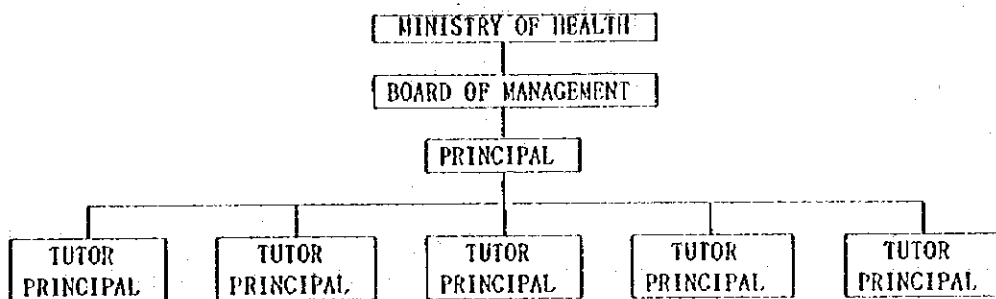 MINISTRY OF HEALTH
BOARD OF MANAGEMENT
PRINCIPAL
TUTOR PRINCIPAL
TUTOR PRINCIPAL
TUTOR PRINCIPAL
TUTOR PRINCIPAL
TUTOR PRINCIPAL